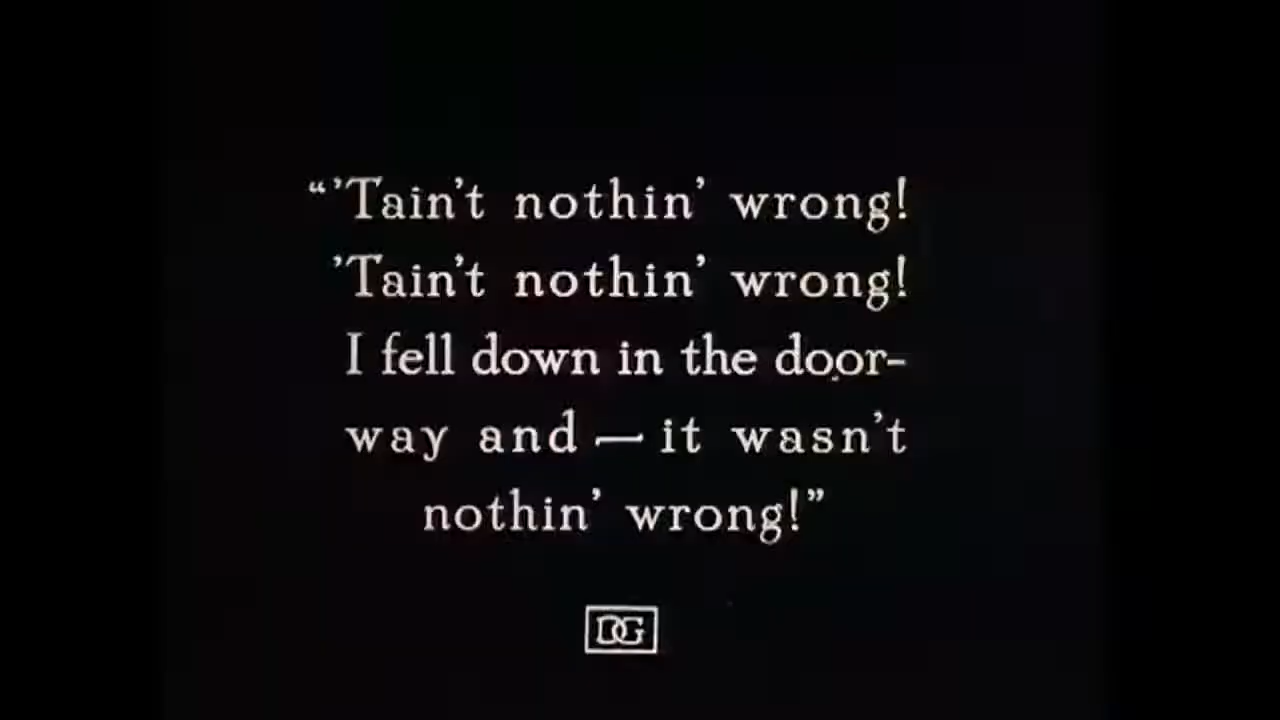 “’Tain’t nothin’ wrong!
’Tain’t nothin’ wrong!
I fell down in the door-
way and — it wasn’t
nothin’ wrong!”
DG